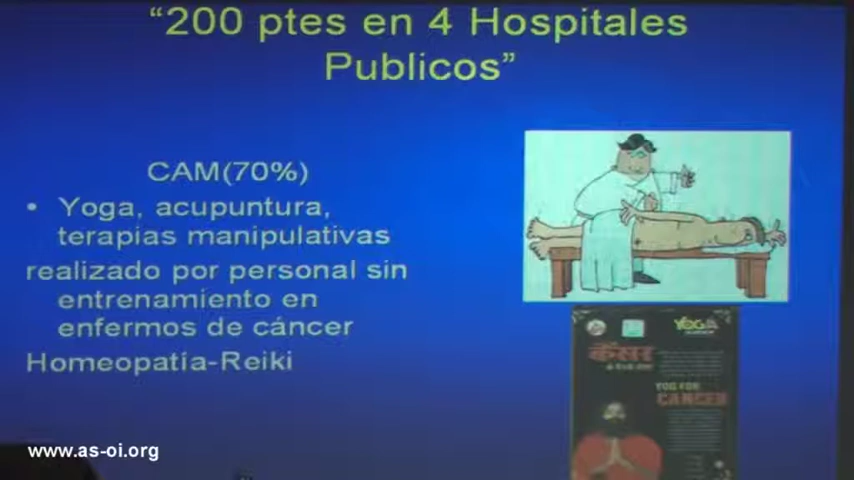 “200 ptes en 4 Hospitales
Publicos”
CAM(70%)
• Yoga, acupuntura,
terapias manipulativas
realizado por personal sin
entrenamiento en
enfermos de cáncer
Homeopatía-Reiki
YOGA
कैंसर
YOG FOR
CANCER
www.as-oi.org